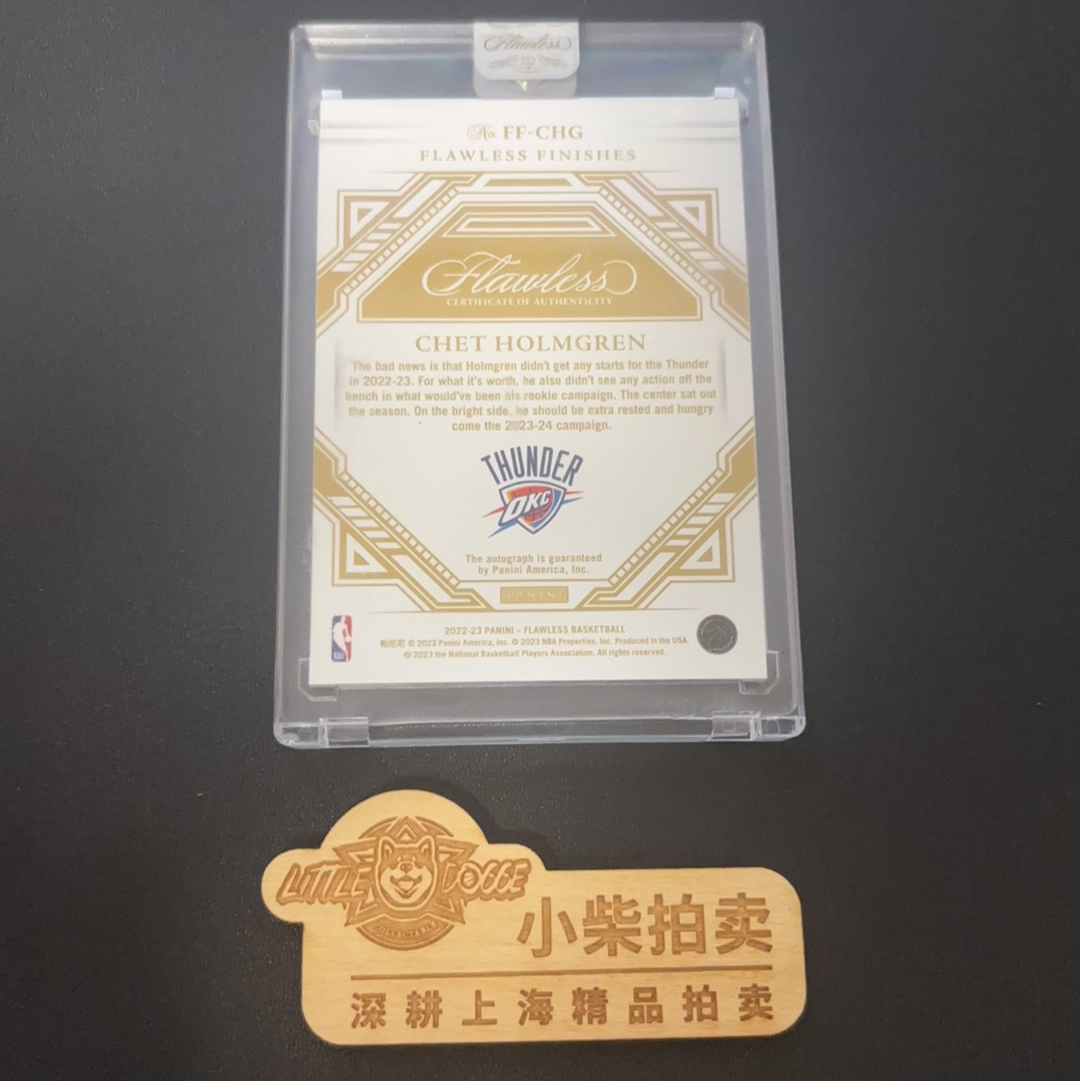 Flawless
No. FF-CHG
FLAWLESS FINISHES
Flawless
CERTIFICATE OF AUTHENTICITY
CHET HOLMGREN
The bad news is that Holmgren didn't get any starts for the Thunder
in 2022-23. For what it's worth, he also didn't see any action off the
bench in what would've been his rookie campaign. The center sat out
the season. On the bright side, he should be extra rested and hungry
come the 2023-24 campaign.
THUNDER
OKC
The autograph is guaranteed
by Panini America, Inc.
PANINI
2022-23 PANINI – FLAWLESS BASKETBALL
帕尼尼 © 2023 Panini America, Inc. © 2023 NBA Properties, Inc. Produced in the USA.
© 2023 the National Basketball Players Association. All rights reserved.
NBA
LITTLE DOGGE
小柴拍卖
深耕上海精品拍卖